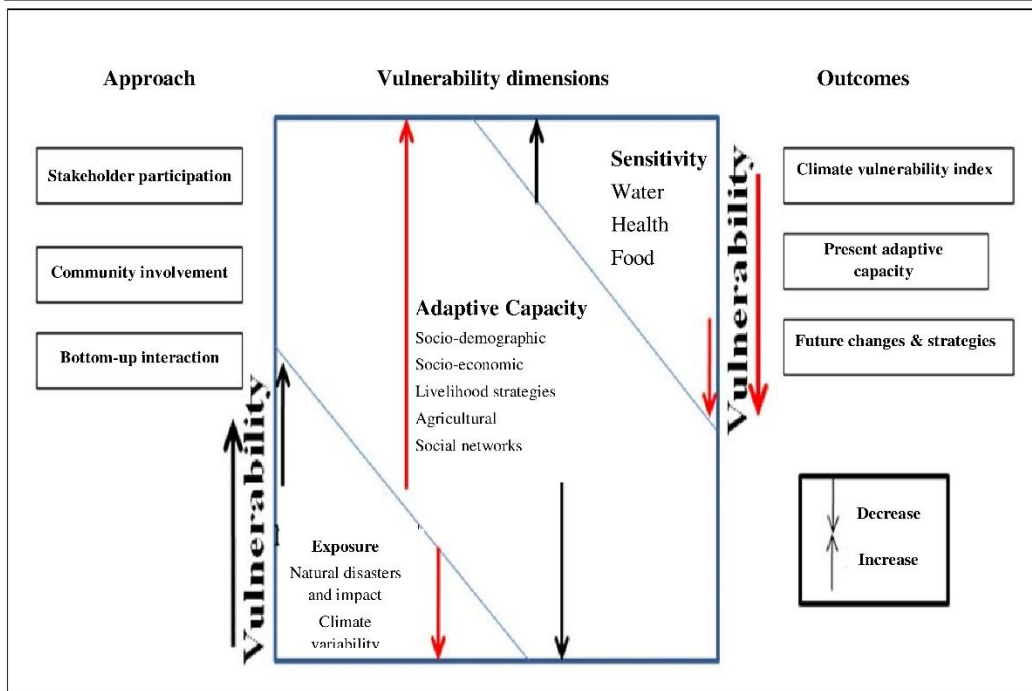 Approach
Vulnerability dimensions
Outcomes
Stakeholder participation
Community involvement
Bottom-up interaction
Vulnerability
Sensitivity
Water
Health
Food
Adaptive Capacity
Socio-demographic
Socio-economic
Livelihood strategies
Agricultural
Social networks
Exposure
Natural disasters
and impact
Climate
variability
Vulnerability
Climate vulnerability index
Present adaptive
capacity
Future changes & strategies
Decrease
Increase